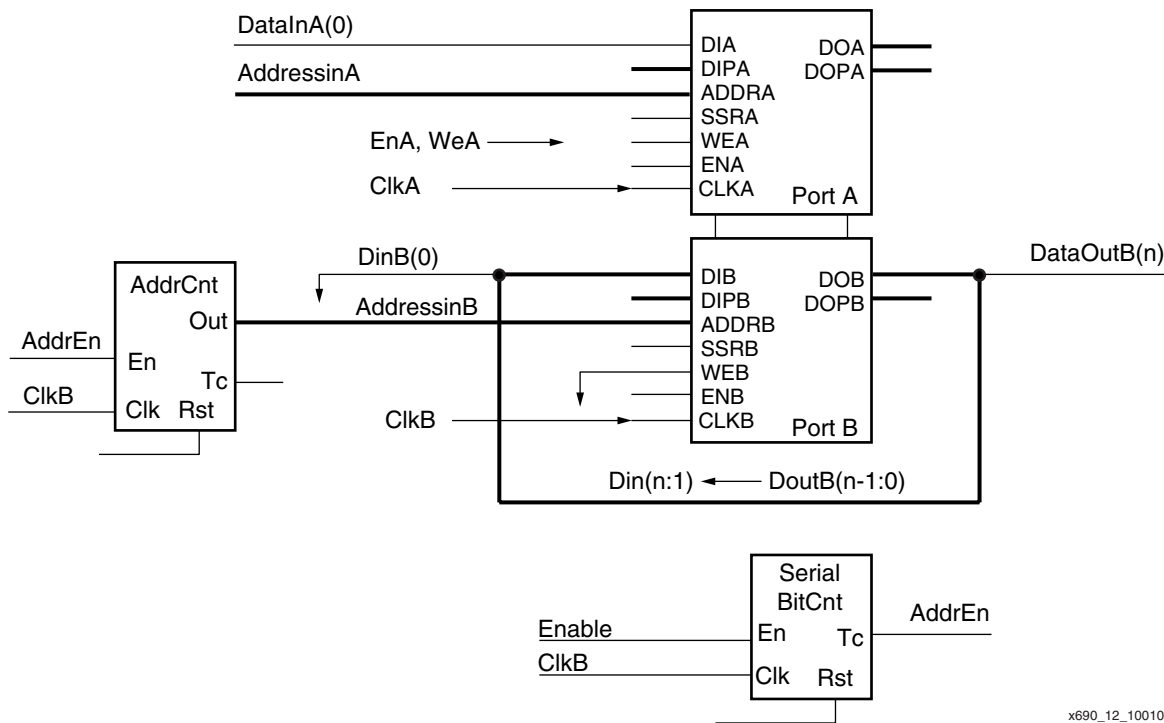 DataInA(0)
AddressinA
DIA
DIPA
ADDRA
SSRA
WEA
ENA
CLKA
DOA
DOPA
Port A
EnA, WeA
ClkA
DinB(0)
AddressinB
AddrCnt
Out
En
Tc
Clk Rst
AddrEn
ClkB
DIB
DIPB
ADDRB
SSRB
WEB
ENB
CLKB
DOB
DOPB
Port B
DataOutB(n)
ClkB
Din(n:1)
DoutB(n-1:0)
Serial
BitCnt
En Tc
Clk Rst
Enable
ClkB
AddrEn
x690_12_10010